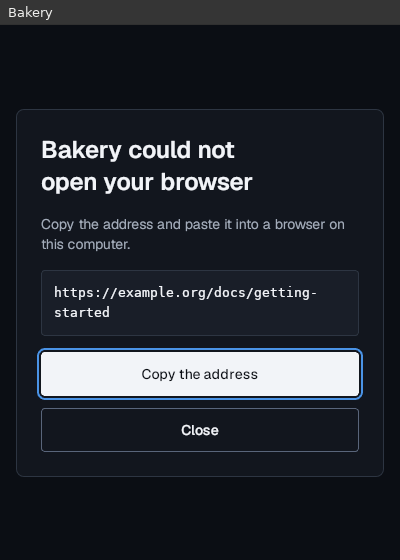 Bakery
Bakery could not
open your browser
Copy the address and paste it into a browser on
this computer.
https://example.org/docs/getting-
started
Copy the address
Close